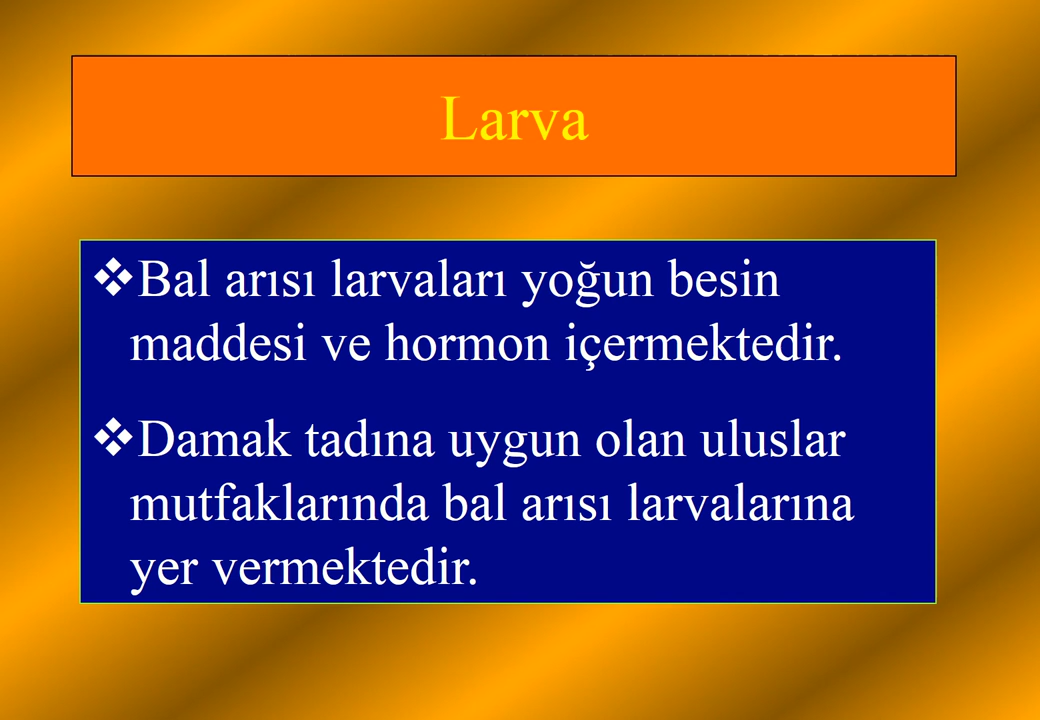 Larva
❖Bal arısı larvaları yoğun besin
maddesi ve hormon içermektedir.
❖Damak tadına uygun olan uluslar
mutfaklarında bal arısı larvalarına
yer vermektedir.